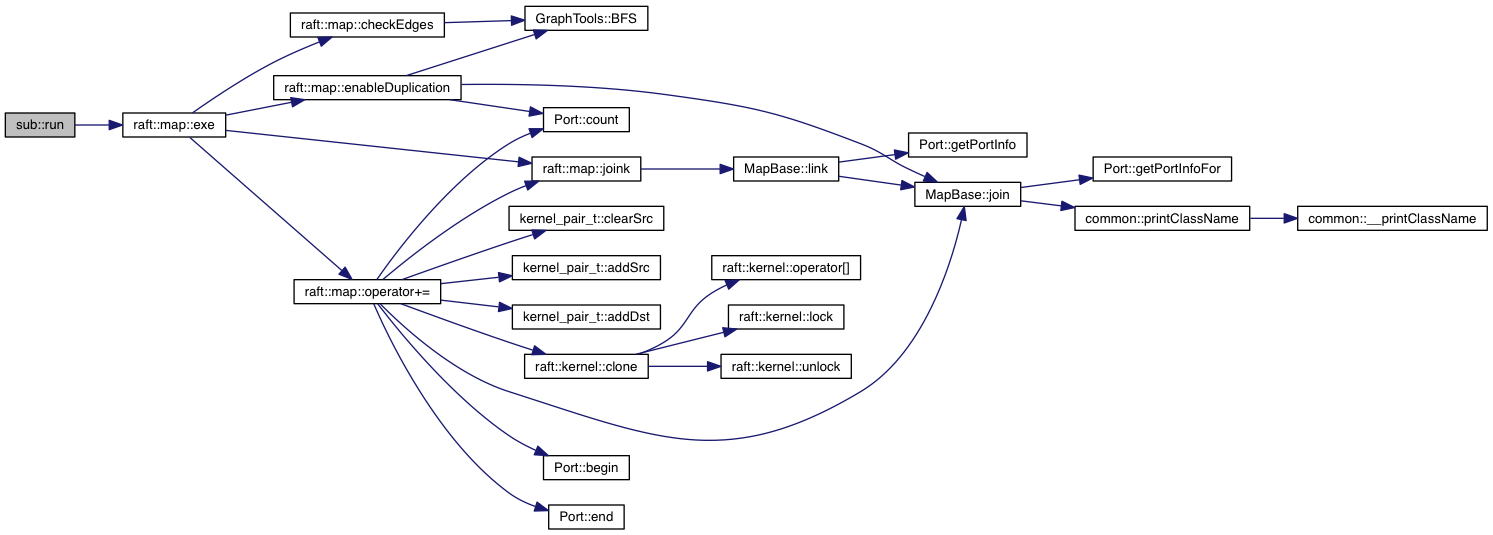 sub::run
raft::map::exe
raft::map::checkEdges
GraphTools::BFS
raft::map::enableDuplication
Port::count
raft::map::joink
MapBase::link
Port::getPortInfo
MapBase::join
Port::getPortInfoFor
common::printClassName
common::__printClassName
raft::map::operator+=
kernel_pair_t::clearSrc
kernel_pair_t::addSrc
kernel_pair_t::addDst
raft::kernel::clone
raft::kernel::operator[]
raft::kernel::lock
raft::kernel::unlock
Port::begin
Port::end